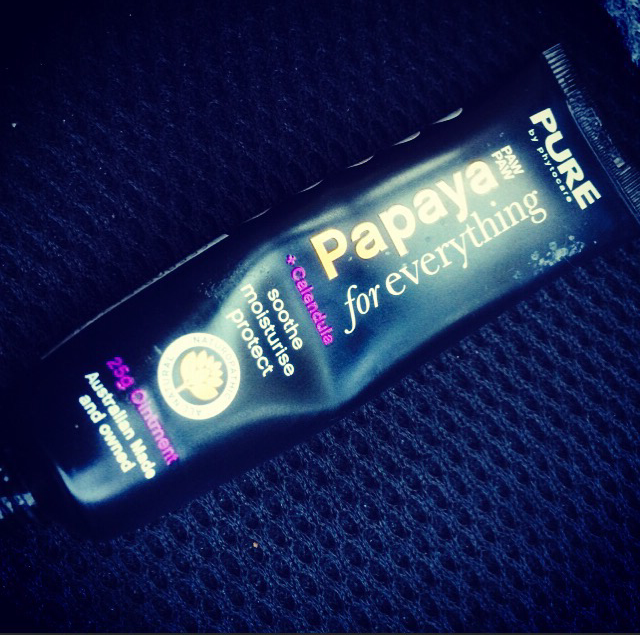 PURE
by Phytocare
Papaya
PAW
PAW
for everything
+ Calendula
soothe
moisturise
protect
25g Ointment
Australian Made
and owned